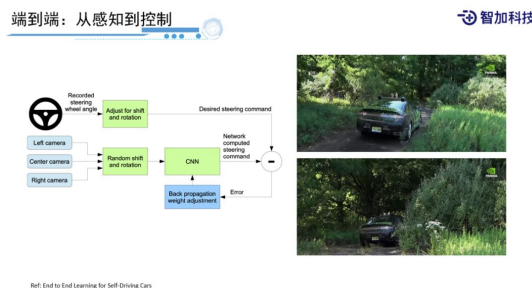 端到端：从感知到控制
智加科技
Recorded
steering
wheel angle
Adjust for shift
and rotation
Desired steering command
Left camera
Center camera
Right camera
Random shift
and rotation
CNN
Network
computed
steering
command
-
Back propagation
weight adjustment
Error
Ref: End to End Learning for Self-Driving Cars